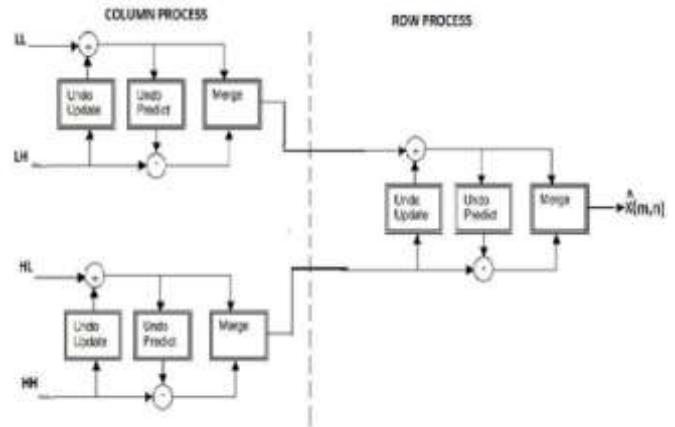 COLUMN PROCESS
ROW PROCESS
LL
Undo Update
Undo Predict
Merge
LH
Undo Update
Undo Predict
Merge
X[m,n]
^
HL
Undo Update
Undo Predict
Merge
HH